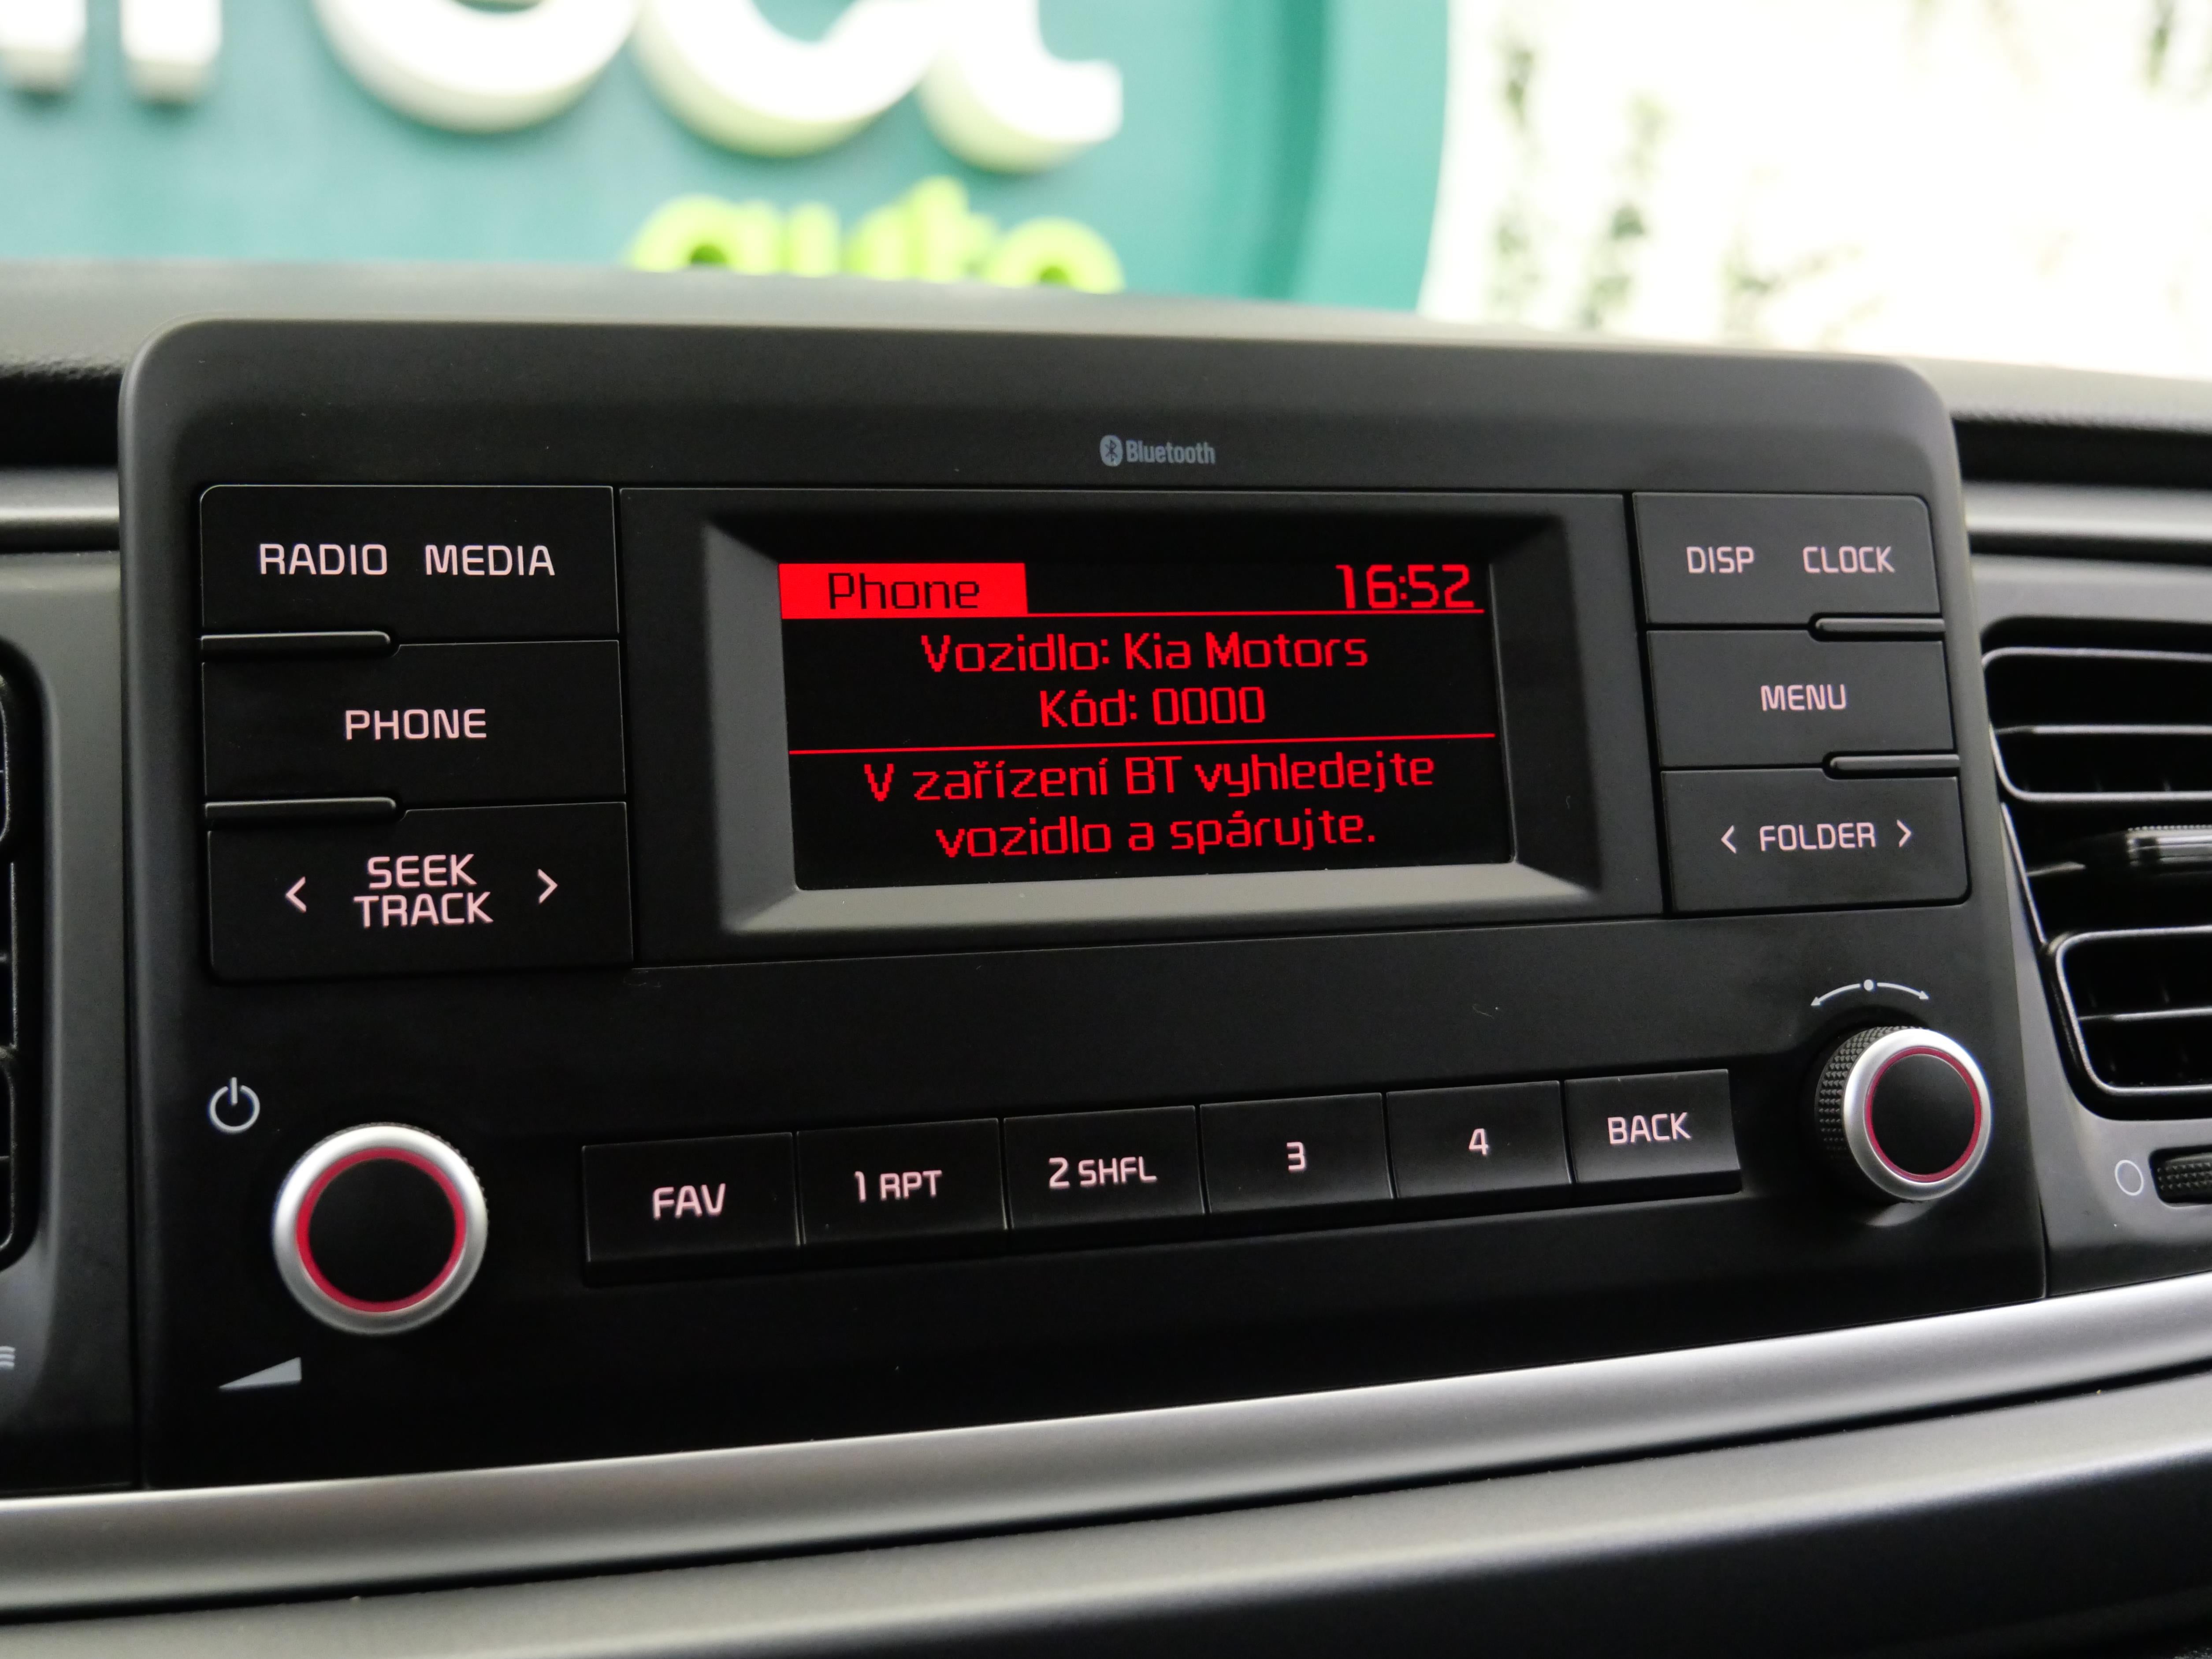 auto
Bluetooth
RADIO MEDIA
DISP CLOCK
Phone 16:52
Vozidlo: Kia Motors
Kód: 0000
V zařízení BT vyhledejte
vozidlo a spárujte.
PHONE
MENU
< SEEK >
TRACK
< FOLDER >
FAV
1 RPT
2 SHFL
3
4
BACK